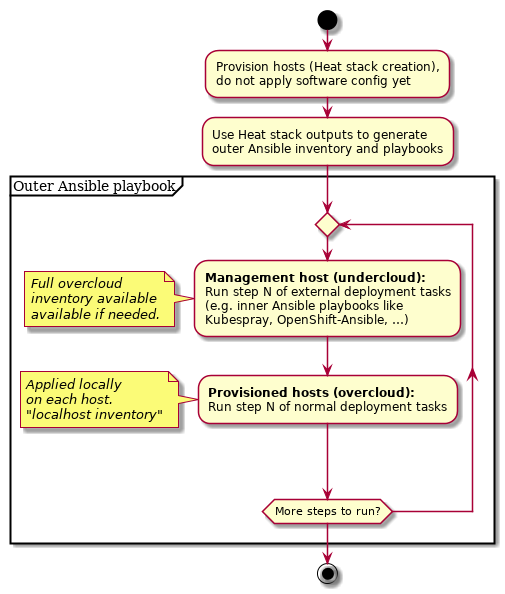 Provision hosts (Heat stack creation),
do not apply software config yet
Use Heat stack outputs to generate
outer Ansible inventory and playbooks
Outer Ansible playbook
Full overcloud
inventory available
available if needed.
Management host (undercloud):
Run step N of external deployment tasks
(e.g. inner Ansible playbooks like
Kubespray, OpenShift-Ansible, ...)
Applied locally
on each host.
"localhost inventory"
Provisioned hosts (overcloud):
Run step N of normal deployment tasks
More steps to run?